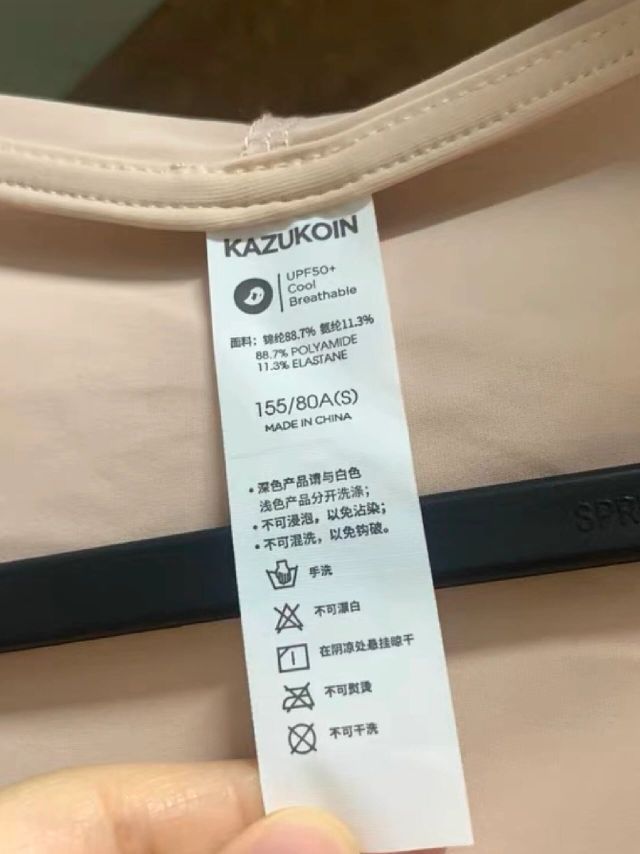 KAZUKOIN
UPF50+
Cool
Breathable
面料：锦纶88.7% 氨纶11.3%
88.7% POLYAMIDE
11.3% ELASTANE
155/80A(S)
MADE IN CHINA
• 深色产品请与白色
浅色产品分开洗涤；
• 不可浸泡，以免沾染；
• 不可混洗，以免钩破。
手洗
不可漂白
在阴凉处悬挂晾干
不可熨烫
不可干洗